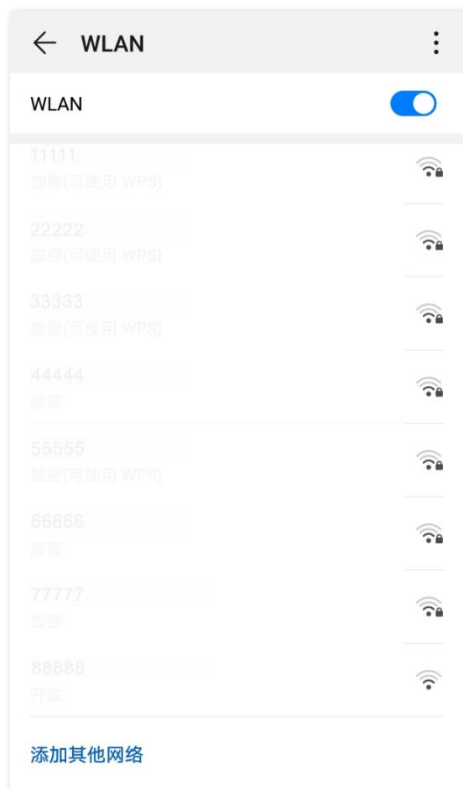 WLAN
WLAN
11111
加密(可使用 WPS)
22222
加密(可使用 WPS)
33333
加密(可使用 WPS)
44444
加密
55555
加密(可使用 WPS)
66666
加密
77777
加密
88888
开放
添加其他网络